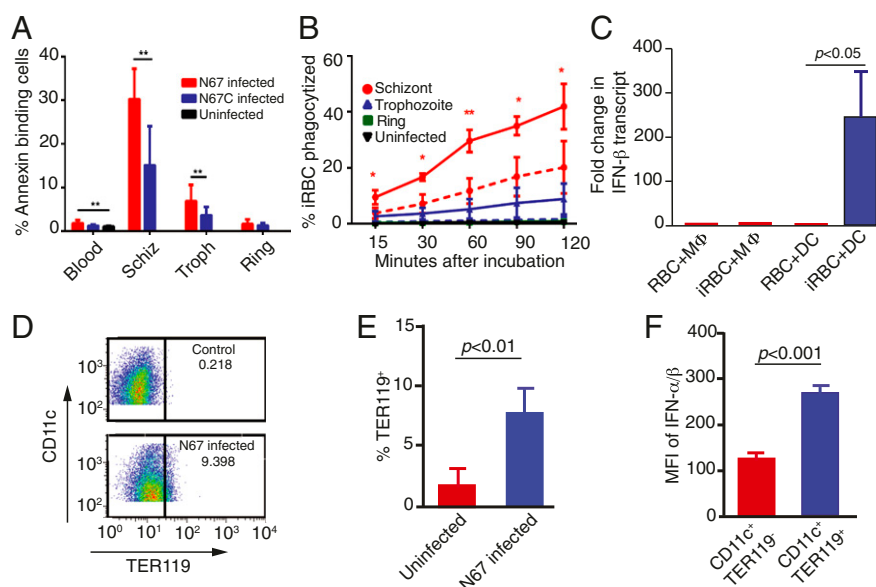 A
% Annexin binding cells
40
30
20
10
0
**
**
**
N67 infected
N67C infected
Uninfected
Blood
Schiz
Troph
Ring
B
% iRBC phagocytized
60
40
20
0
Schizont
Trophozoite
Ring
Uninfected
*
*
**
*
*
15 30 60 90 120
Minutes after incubation
C
Fold change in
IFN-β transcript
400
300
200
100
0
p<0.05
RBC+MΦ
iRBC+MΦ
RBC+DC
iRBC+DC
D
CD11c
10³
10²
Control
0.218
10³
10²
N67 infected
9.398
10⁰ 10¹ 10² 10³ 10⁴
TER119
E
% TER119⁺
15
10
5
0
p<0.01
Uninfected
N67 infected
F
MFI of IFN-α/β
400
300
200
100
0
p<0.001
CD11c⁺
TER119⁻
CD11c⁺
TER119⁺